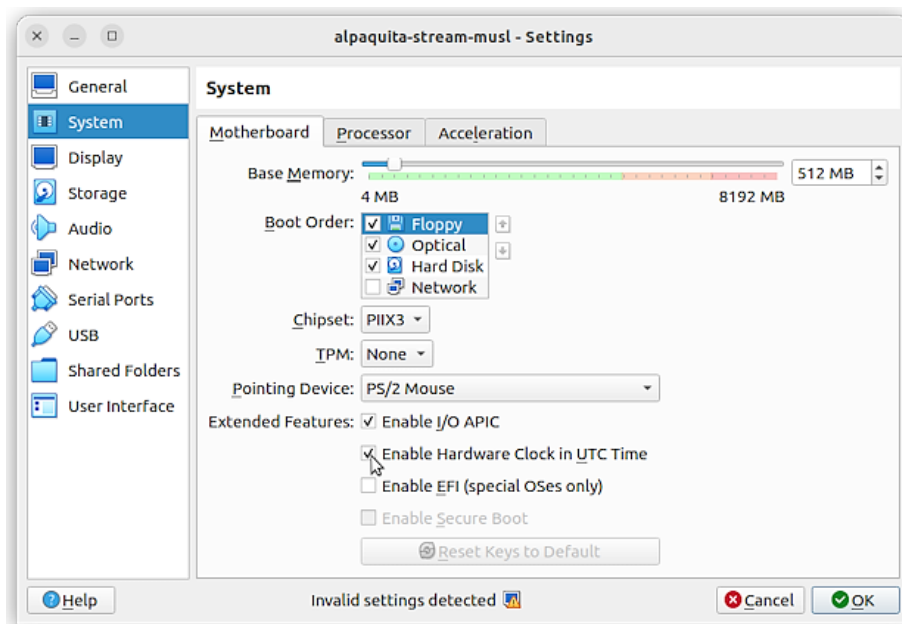 alpaquita-stream-musl - Settings
General
System
Display
Storage
Audio
Network
Serial Ports
USB
Shared Folders
User Interface
System
Motherboard Processor Acceleration
Base Memory: 512 MB
4 MB 8192 MB
Boot Order: Floppy
Optical
Hard Disk
Network
Chipset: PIIX3
TPM: None
Pointing Device: PS/2 Mouse
Extended Features: Enable I/O APIC
Enable Hardware Clock in UTC Time
Enable EFI (special OSes only)
Enable Secure Boot
Reset Keys to Default
Help Invalid settings detected Cancel OK